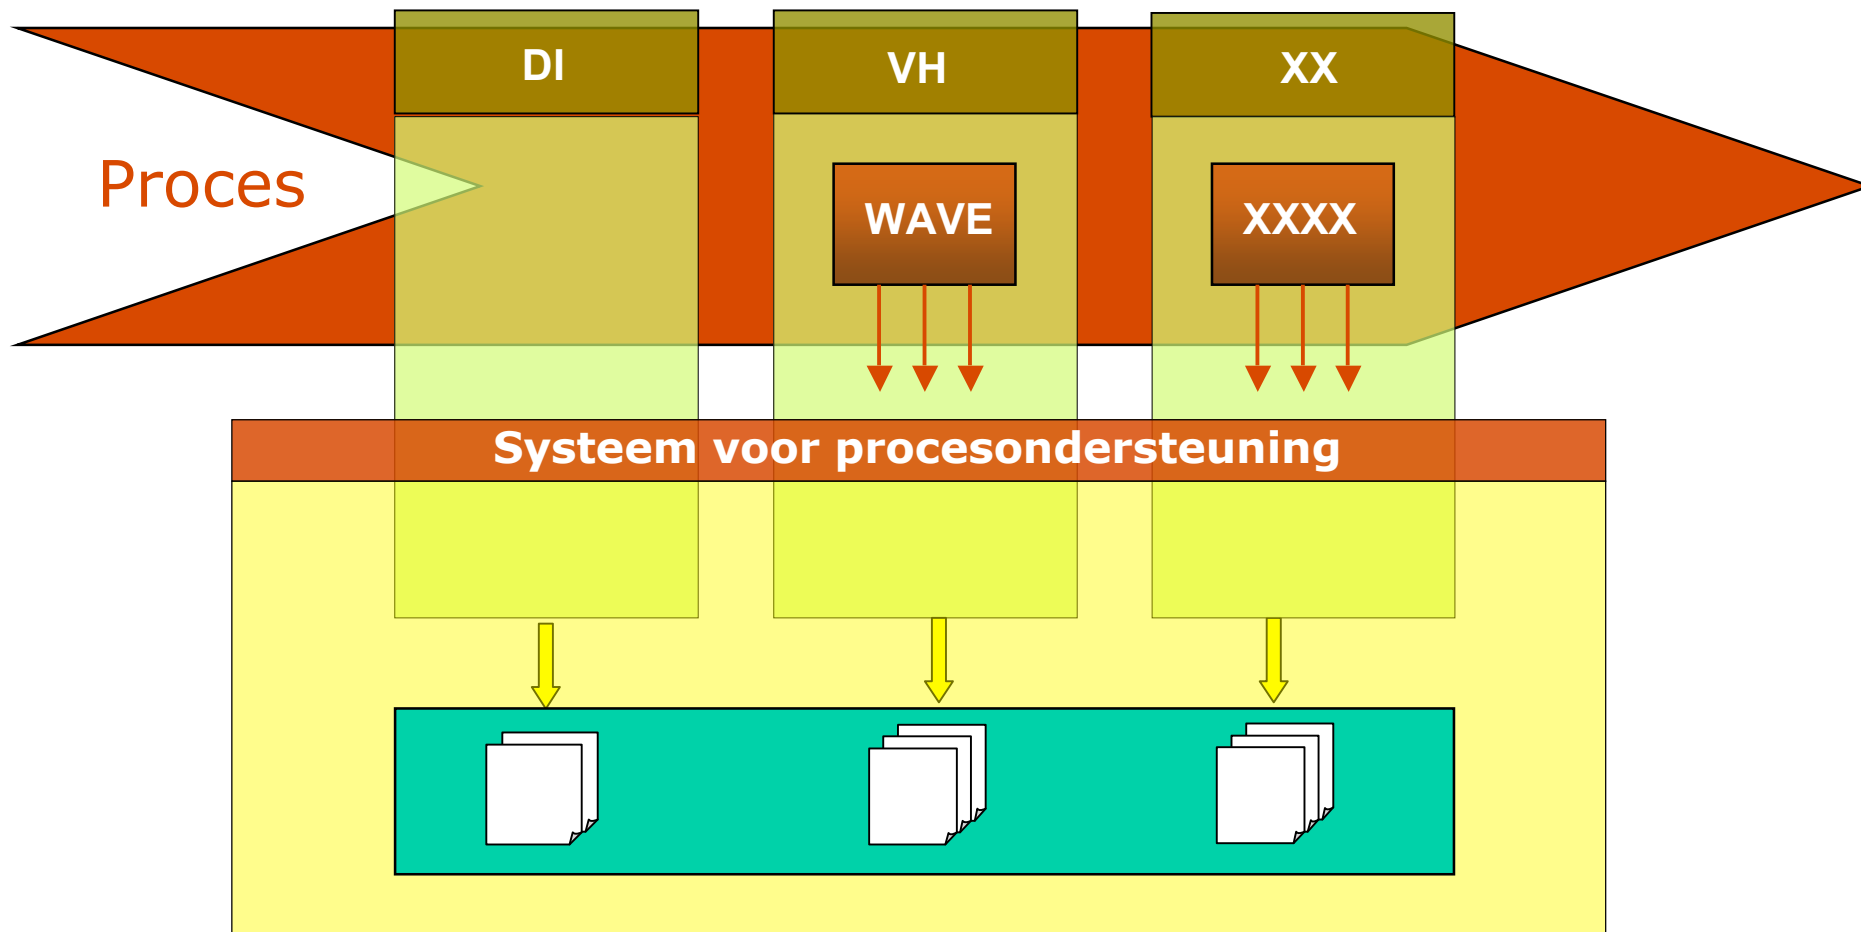 DI
VH
XX
Proces
WAVE
XXXX
Systeem voor procesondersteuning